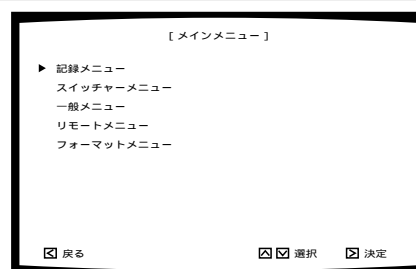 [ メインメニュー ]
▶ 記録メニュー
スイッチャーメニュー
一般メニュー
リモートメニュー
フォーマットメニュー
戻る 選択 決定